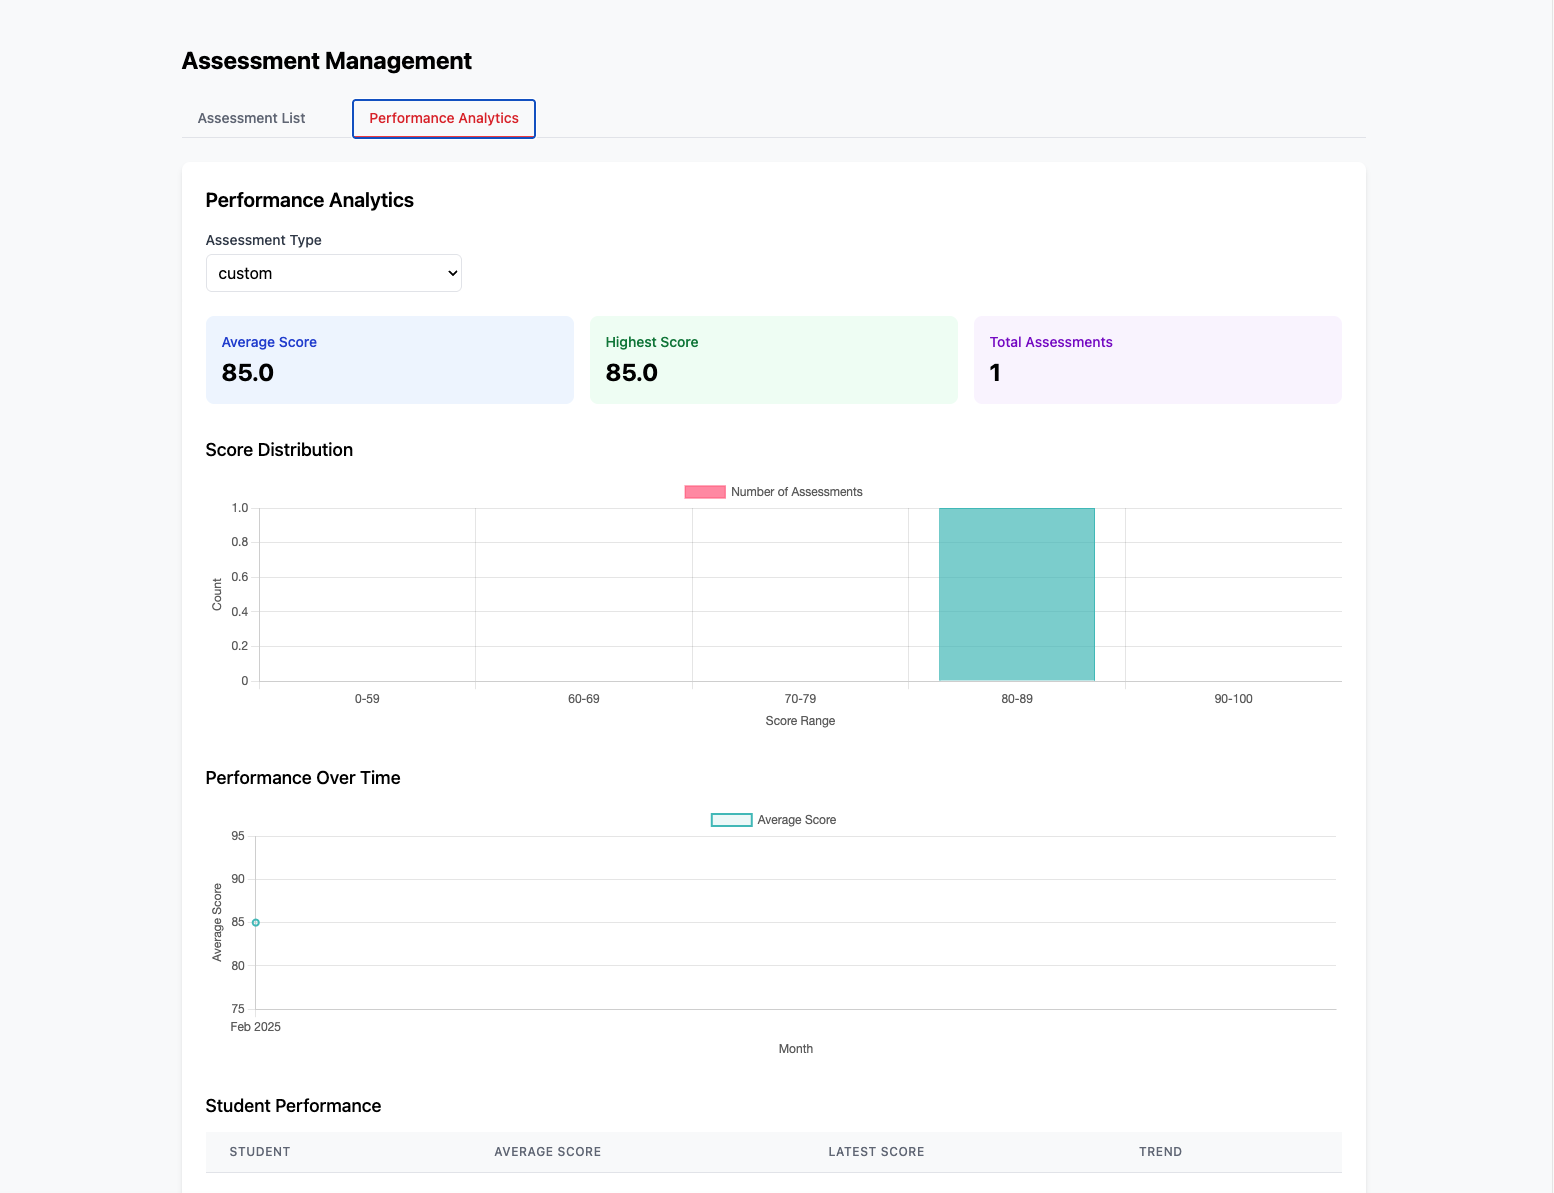 Assessment Management
Assessment List
Performance Analytics
Performance Analytics
Assessment Type
custom
Average Score
85.0
Highest Score
85.0
Total Assessments
1
Score Distribution
Number of Assessments
1.0
0.8
0.6
0.4
0.2
0
Count
0-59
60-69
70-79
80-89
90-100
Score Range
Performance Over Time
Average Score
95
90
85
80
75
Average Score
Feb 2025
Month
Student Performance
STUDENT
AVERAGE SCORE
LATEST SCORE
TREND